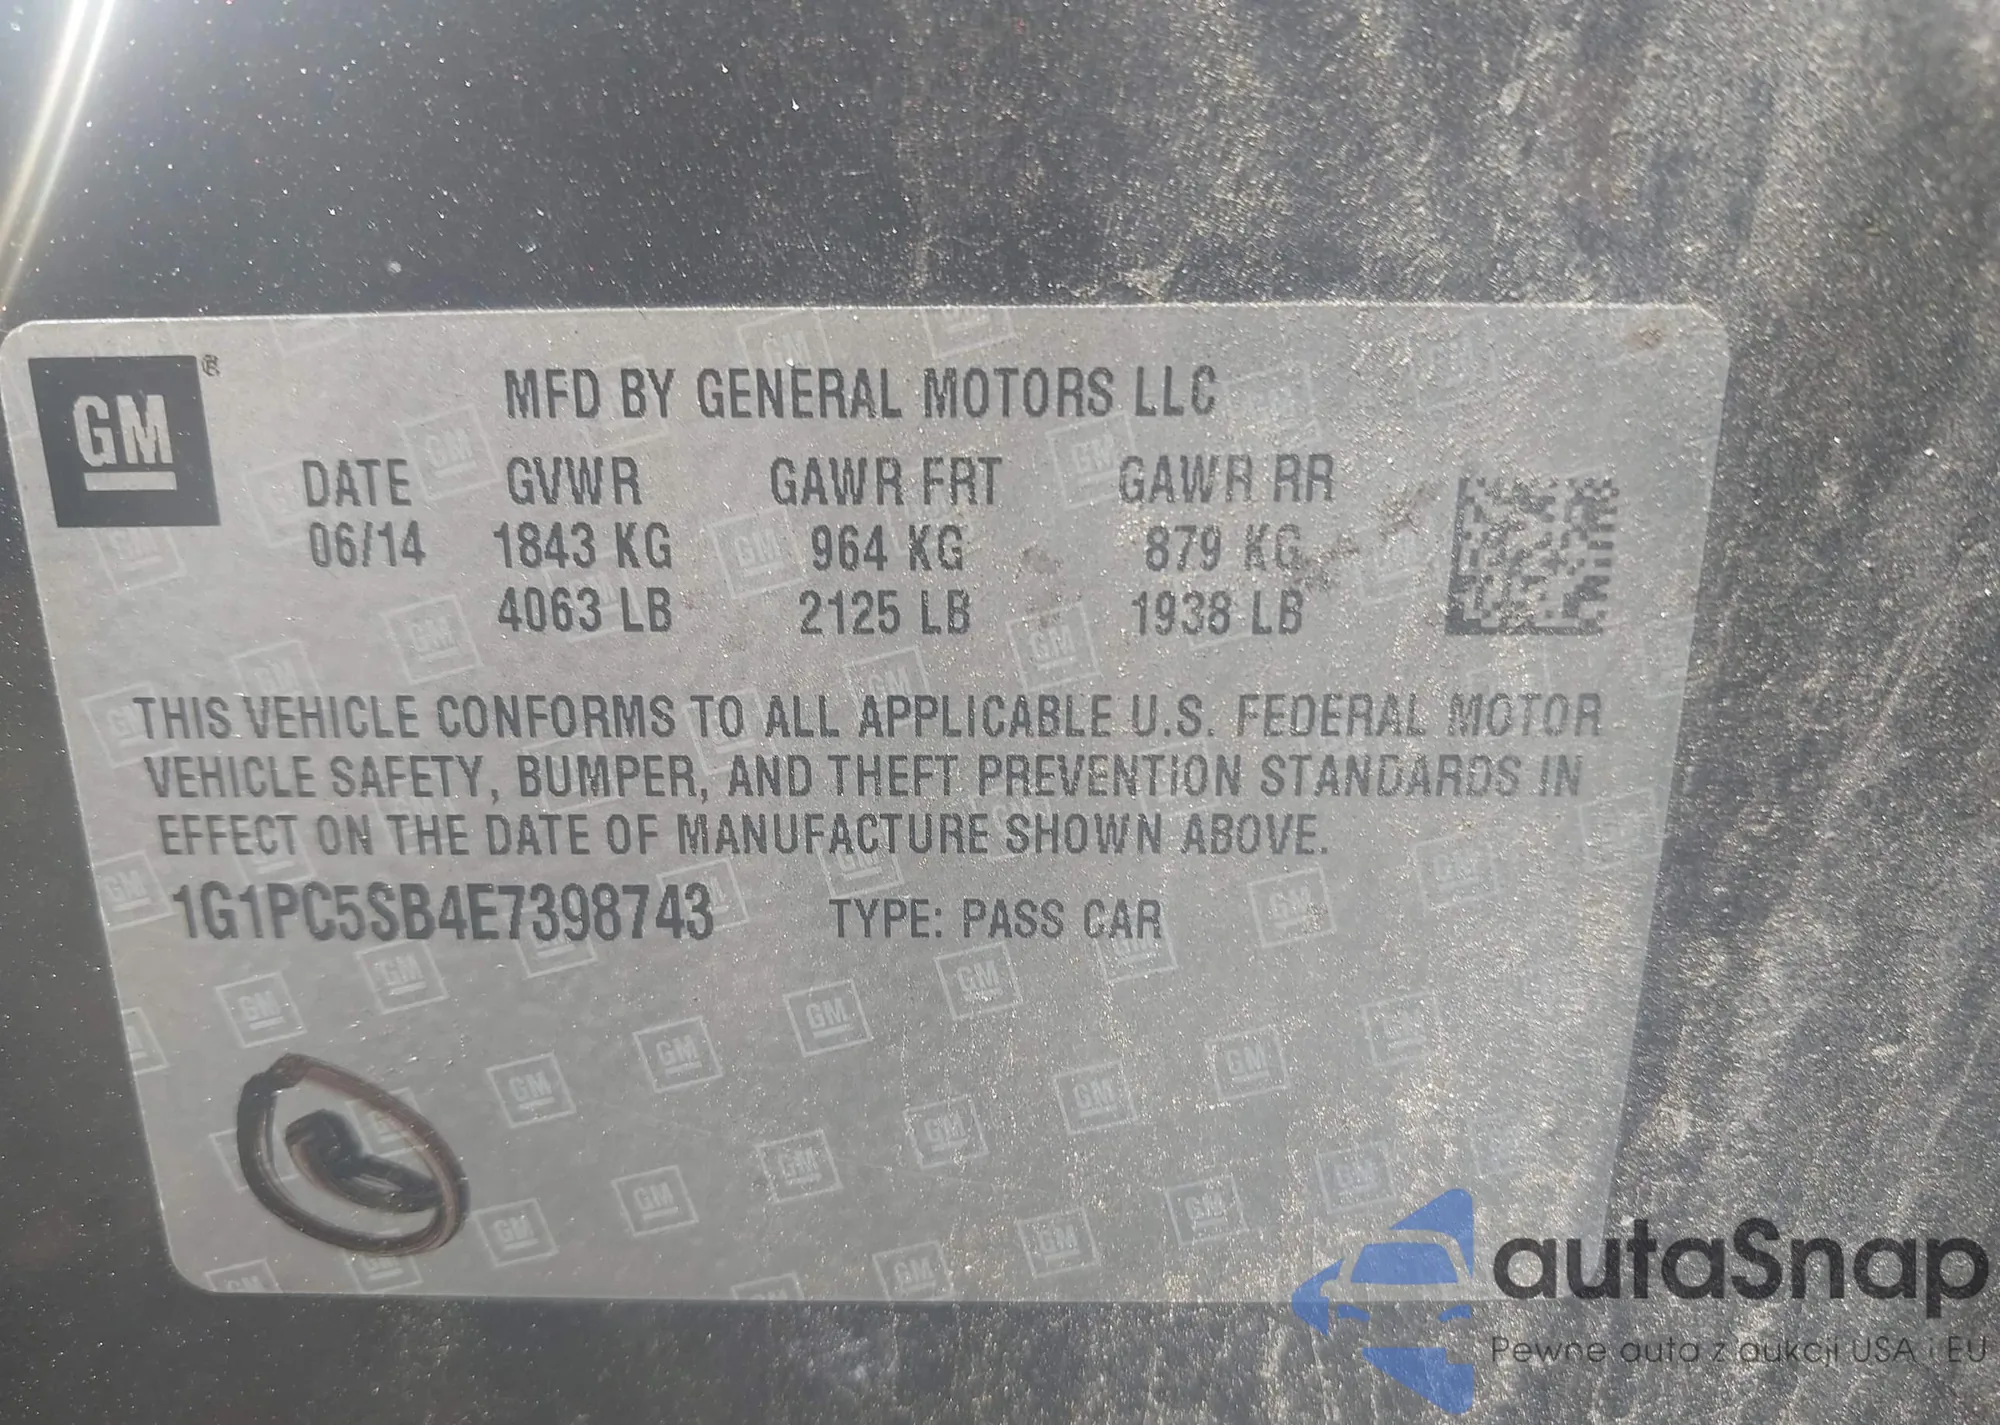 GM ®
MFD BY GENERAL MOTORS LLC
DATE GVWR GAWR FRT GAWR RR
06/14 1843 KG 964 KG 879 KG
4063 LB 2125 LB 1938 LB
THIS VEHICLE CONFORMS TO ALL APPLICABLE U.S. FEDERAL MOTOR
VEHICLE SAFETY, BUMPER, AND THEFT PREVENTION STANDARDS IN
EFFECT ON THE DATE OF MANUFACTURE SHOWN ABOVE.
1G1PC5SB4E7398743 TYPE: PASS CAR
autaSnap
Pewne auta z aukcji USA i EU